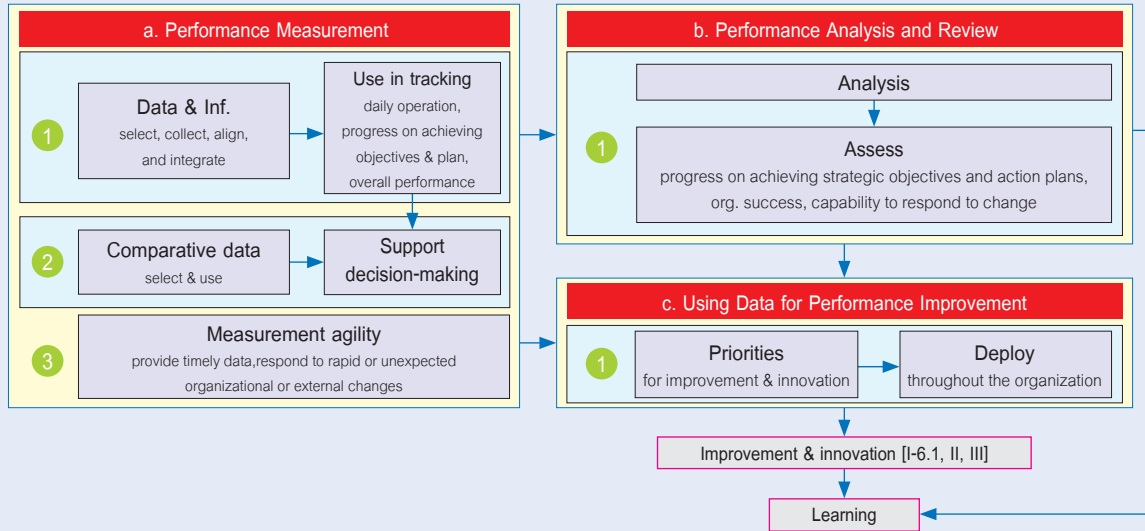 a. Performance Measurement
1
Data & Inf.
select, collect, align,
and integrate
Use in tracking
daily operation,
progress on achieving
objectives & plan,
overall performance
2
Comparative data
select & use
Support
decision-making
3
Measurement agility
provide timely data,respond to rapid or unexpected
organizational or external changes
b. Performance Analysis and Review
1
Analysis
Assess
progress on achieving strategic objectives and action plans,
org. success, capability to respond to change
c. Using Data for Performance Improvement
1
Priorities
for improvement & innovation
Deploy
throughout the organization
Improvement & innovation [I-6.1, II, III]
Learning